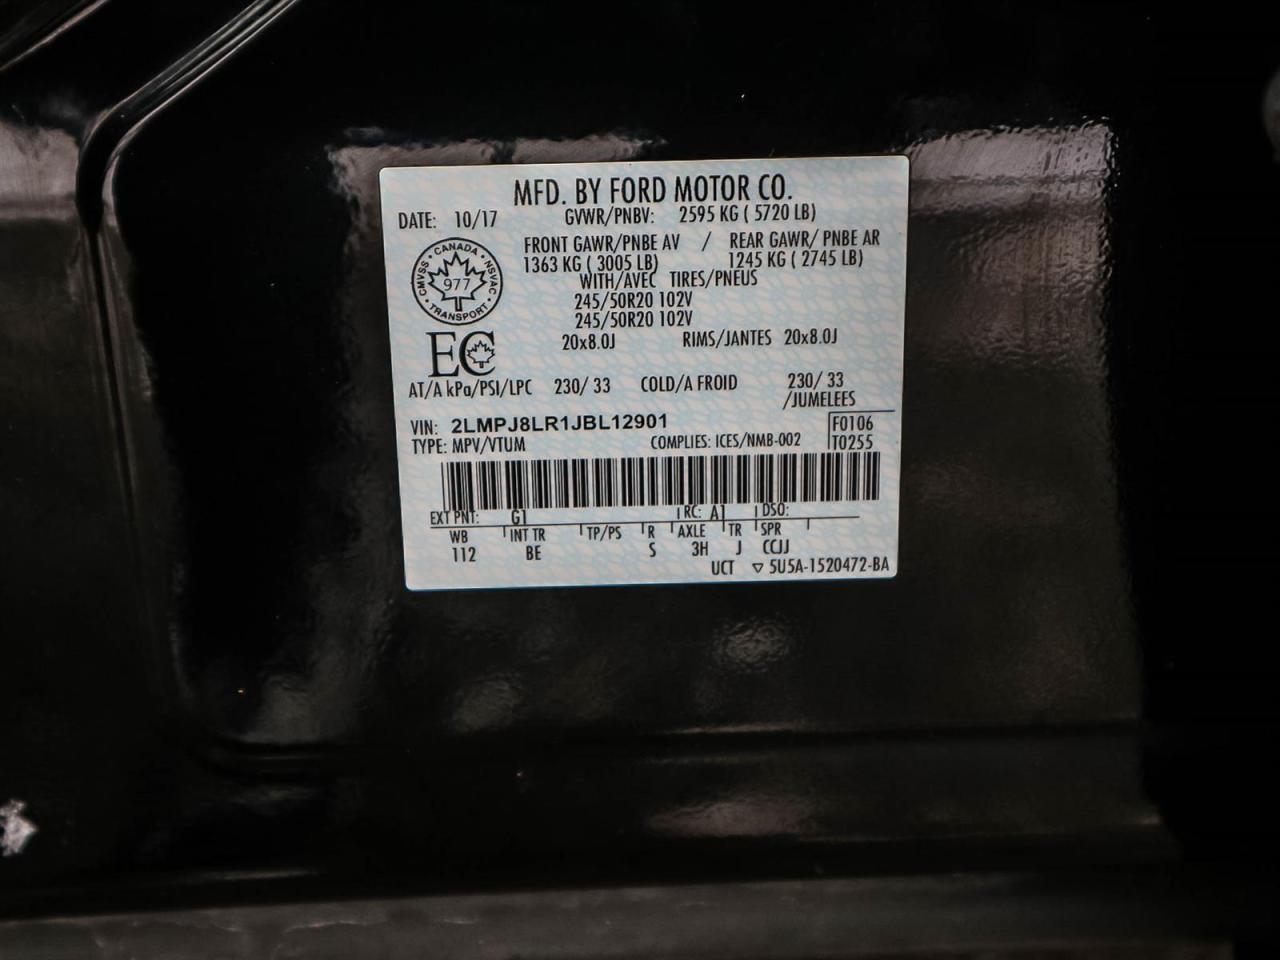 MFD. BY FORD MOTOR CO.
DATE: 10/17 GVWR/PNBV: 2595 KG ( 5720 LB)
FRONT GAWR/PNBE AV / REAR GAWR/ PNBE AR
1363 KG ( 3005 LB) 1245 KG ( 2745 LB)
WITH/AVEC TIRES/PNEUS
245/50R20 102V
245/50R20 102V
CANADA
CMVSS NSVAC
977
TRANSPORT
EC
20x8.0J RIMS/JANTES 20x8.0J
AT/A kPa/PSI/LPC 230/ 33 COLD/A FROID 230/ 33
/JUMELEES
VIN: 2LMPJ8LR1JBL12901 F0106
TYPE: MPV/VTUM COMPLIES: ICES/NMB-002 T0255
EXT PNT: G1 RC: A1 DSO:
WB INT TR TP/PS R AXLE TR SPR
112 BE S 3H J CCJJ
UCT ▽ 5U5A-1520472-BA